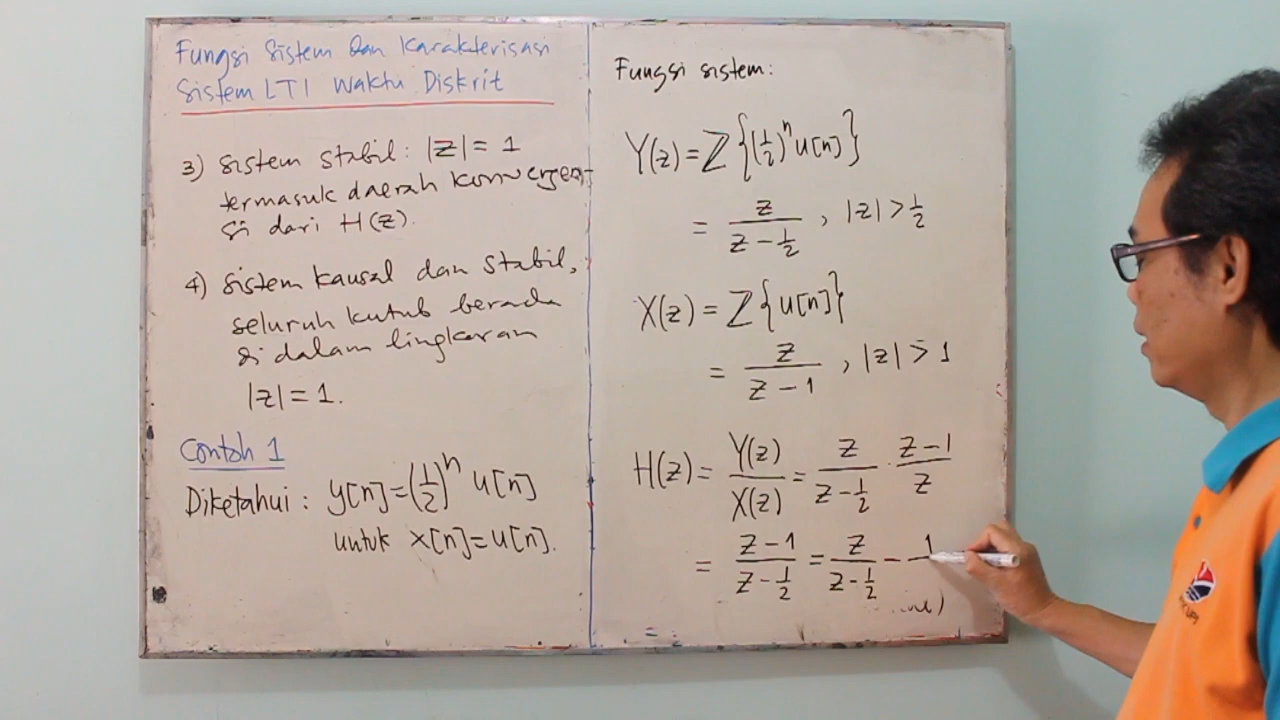 Fungsi Sistem Dan Karakterisasi
Sistem LTI Waktu Diskrit
3) Sistem stabil: |z| = 1
termasuk daerah konvergen-
si dari H(z).
4) Sistem kausal dan stabil,
seluruh kutub berada
di dalam lingkaran
|z| = 1.
Contoh 1
Diketahui : y[n] = (1/2)^n u[n]
untuk x[n] = u[n].
Fungsi sistem:
Y(z) = Z{(1/2)^n u[n]}
= z/(z - 1/2) , |z| > 1/2
X(z) = Z{u[n]}
= z/(z - 1) , |z| > 1
H(z) = Y(z)/X(z) = z/(z - 1/2) . (z - 1)/z
= (z - 1)/(z - 1/2) = z/(z - 1/2) - 1